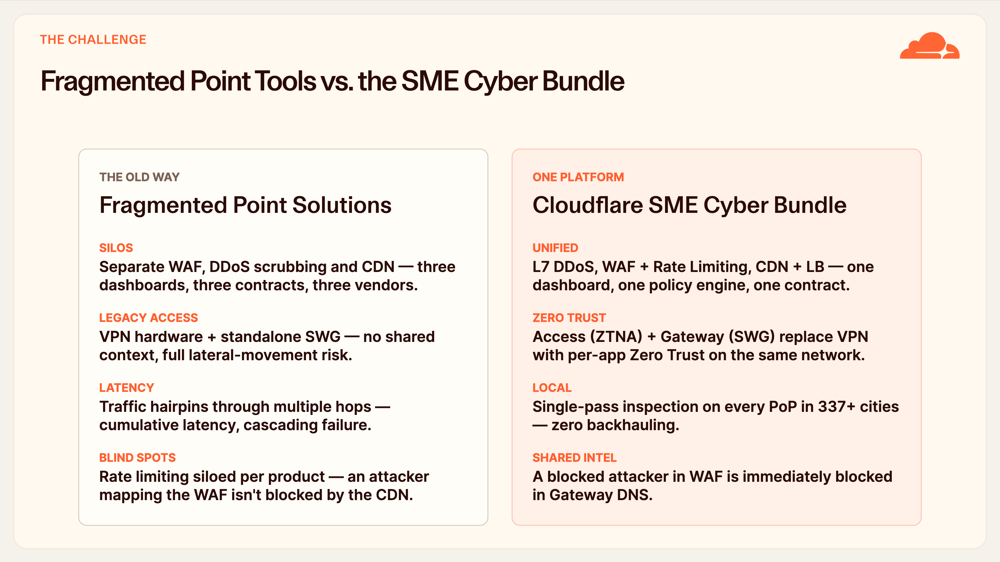 THE CHALLENGE
Fragmented Point Tools vs. the SME Cyber Bundle
THE OLD WAY
Fragmented Point Solutions
SILOS
Separate WAF, DDoS scrubbing and CDN — three
dashboards, three contracts, three vendors.
LEGACY ACCESS
VPN hardware + standalone SWG — no shared
context, full lateral-movement risk.
LATENCY
Traffic hairpins through multiple hops —
cumulative latency, cascading failure.
BLIND SPOTS
Rate limiting siloed per product — an attacker
mapping the WAF isn't blocked by the CDN.
ONE PLATFORM
Cloudflare SME Cyber Bundle
UNIFIED
L7 DDoS, WAF + Rate Limiting, CDN + LB — one
dashboard, one policy engine, one contract.
ZERO TRUST
Access (ZTNA) + Gateway (SWG) replace VPN
with per-app Zero Trust on the same network.
LOCAL
Single-pass inspection on every PoP in 337+ cities
— zero backhauling.
SHARED INTEL
A blocked attacker in WAF is immediately blocked
in Gateway DNS.